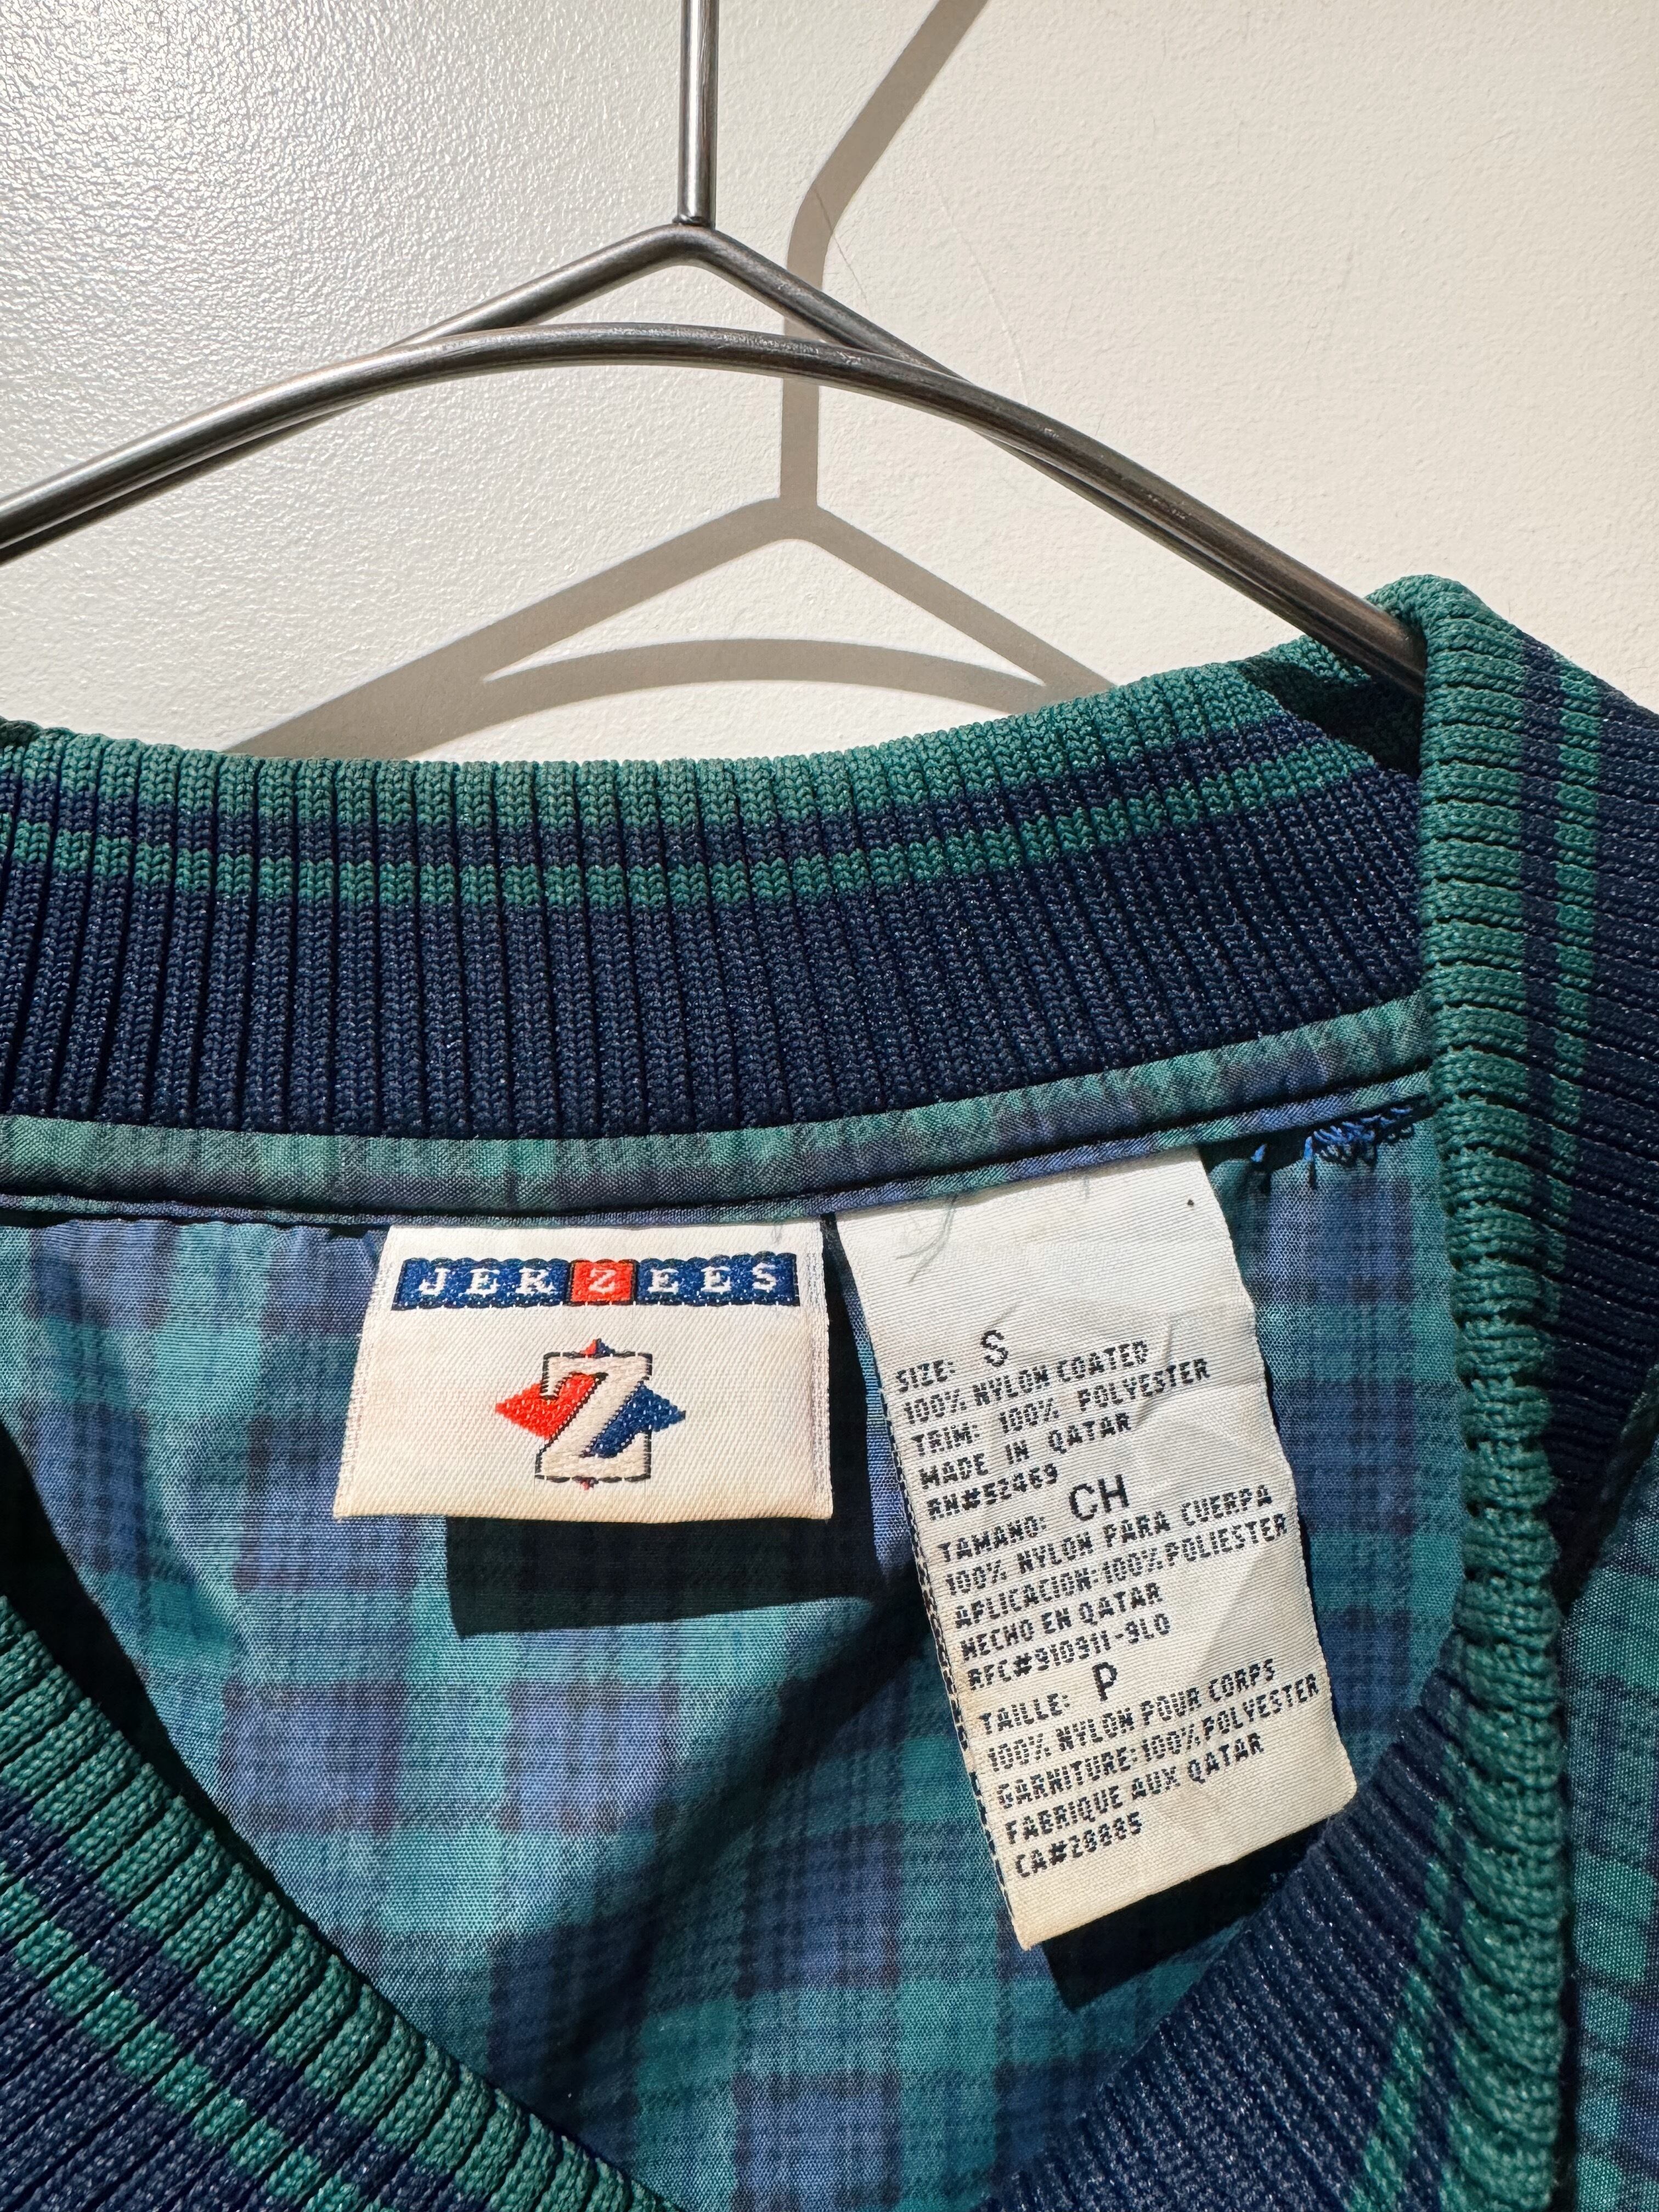 JERZEES
Z
SIZE: S
100% NYLON COATED
TRIM: 100% POLYESTER
MADE IN QATAR
RN#52469
TAMANO: CH
100% NYLON PARA CUERPA
APLICACION:100% POLIESTER
HECHO EN QATAR
RFC#910911-9L0
TAILLE: P
100% NYLON POUR CORPS
GARNITURE:100% POLYESTER
FABRIQUE AUX QATAR
CA#28885